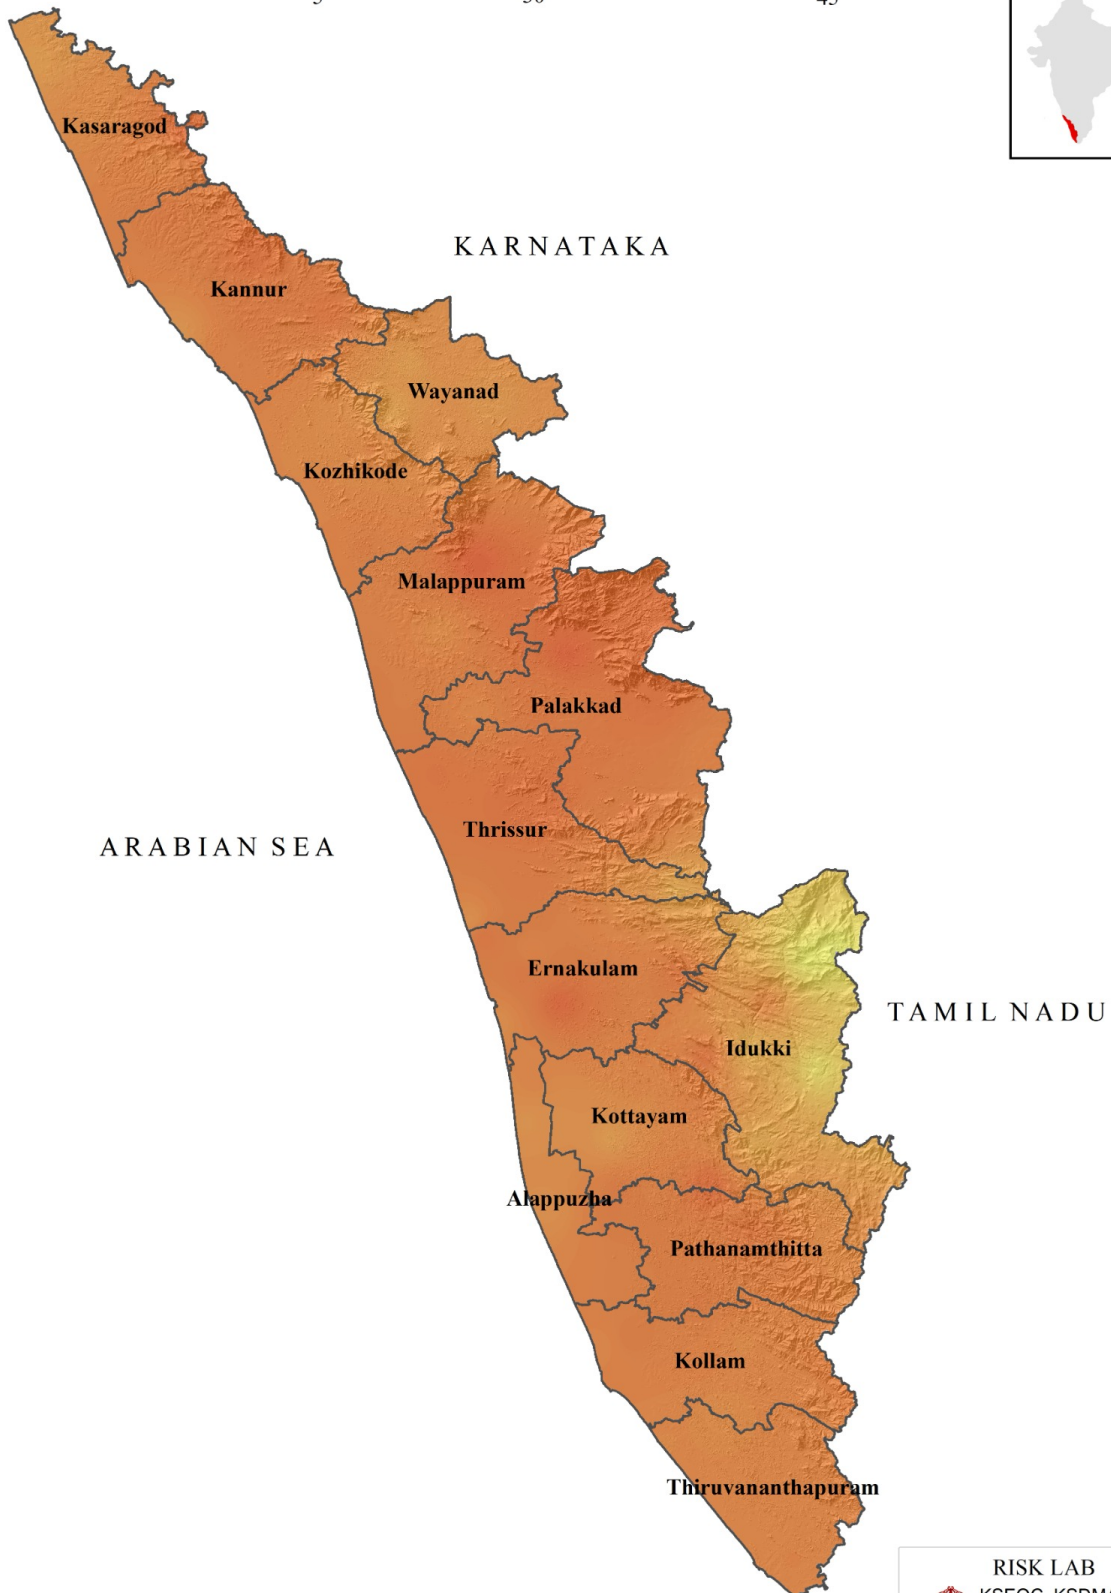 Kasaragod
KARNATAKA
Kannur
Wayanad
Kozhikode
Malappuram
Palakkad
Thrissur
ARABIAN SEA
Ernakulam
TAMIL NADU
Idukki
Kottayam
Alappuzha
Pathanamthitta
Kollam
Thiruvananthapuram
RISK LAB